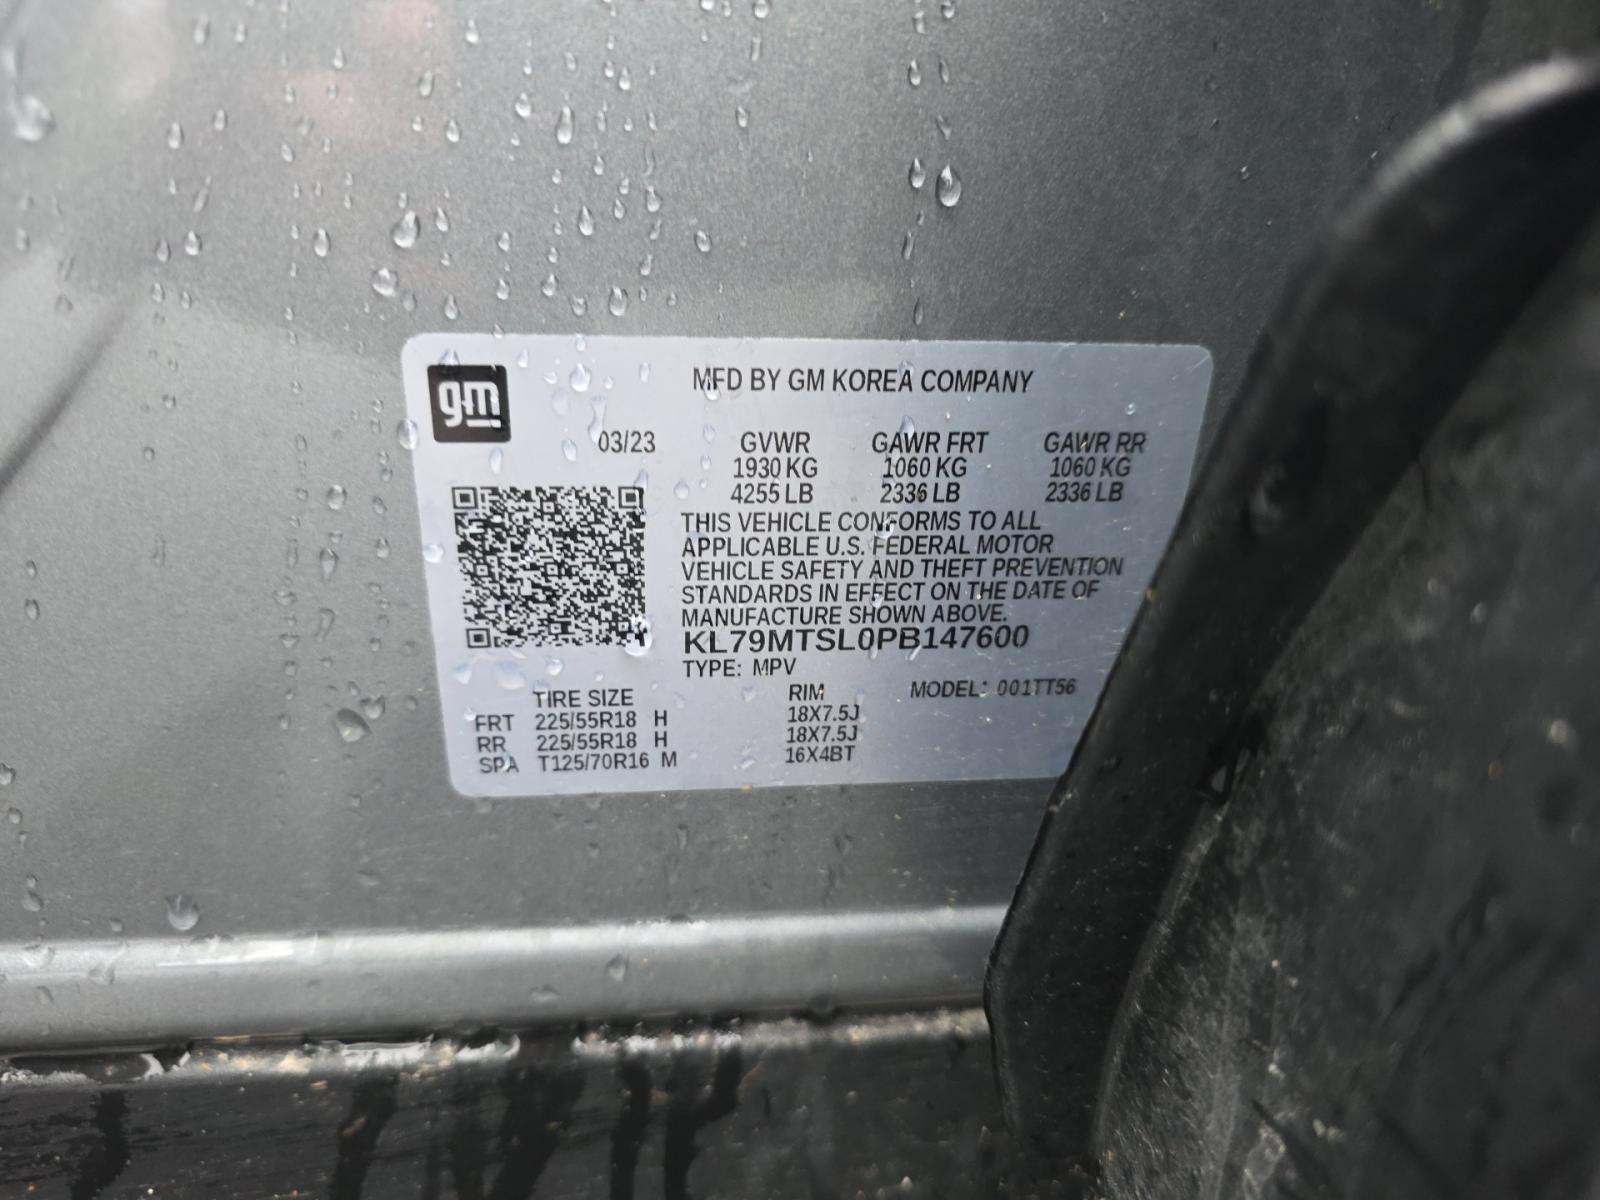 gm
MFD BY GM KOREA COMPANY
03/23 GVWR GAWR FRT GAWR RR
1930 KG 1060 KG 1060 KG
4255 LB 2336 LB 2336 LB
THIS VEHICLE CONFORMS TO ALL
APPLICABLE U.S. FEDERAL MOTOR
VEHICLE SAFETY AND THEFT PREVENTION
STANDARDS IN EFFECT ON THE DATE OF
MANUFACTURE SHOWN ABOVE.
KL79MTSL0PB147600
TYPE: MPV
TIRE SIZE RIM MODEL: 001TT56
FRT 225/55R18 H 18X7.5J
RR 225/55R18 H 18X7.5J
SPA T125/70R16 M 16X4BT